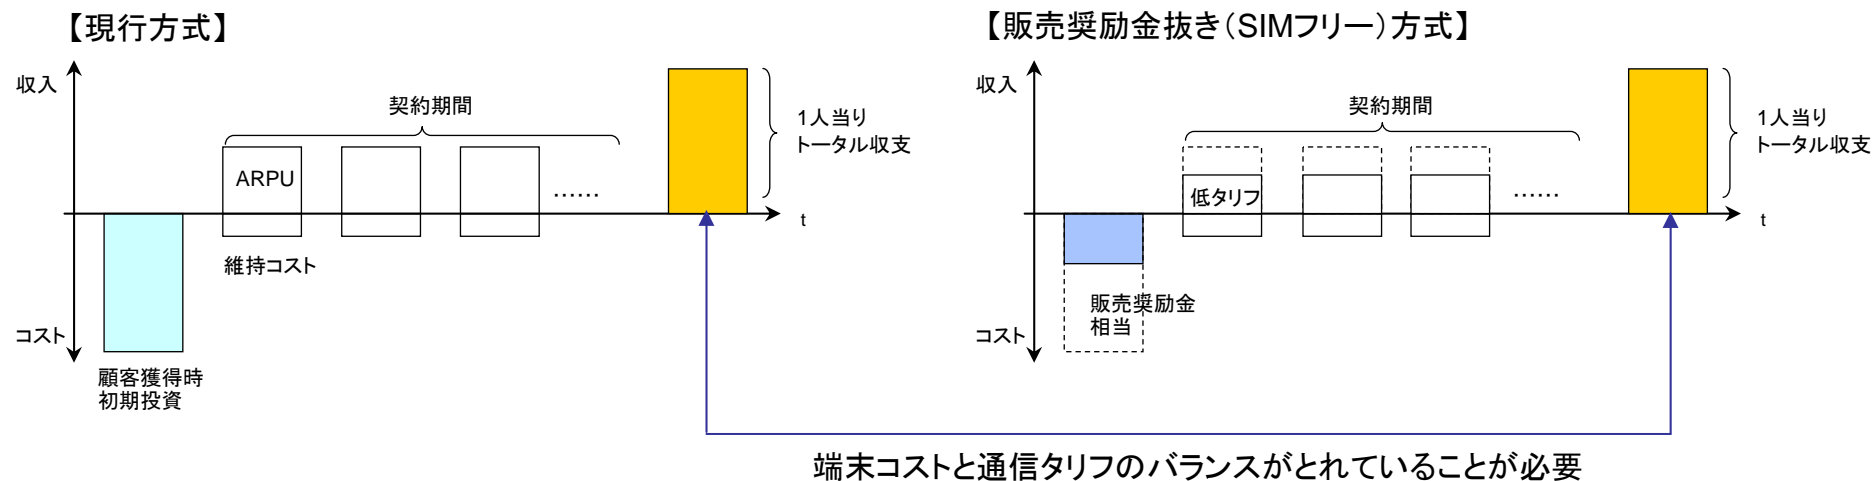 【現行方式】
収入
契約期間
ARPU
……
1人当り
トータル収支
t
維持コスト
コスト
顧客獲得時
初期投資
【販売奨励金抜き（SIMフリー）方式】
収入
契約期間
低タリフ
……
1人当り
トータル収支
t
販売奨励金
相当
コスト
端末コストと通信タリフのバランスがとれていることが必要